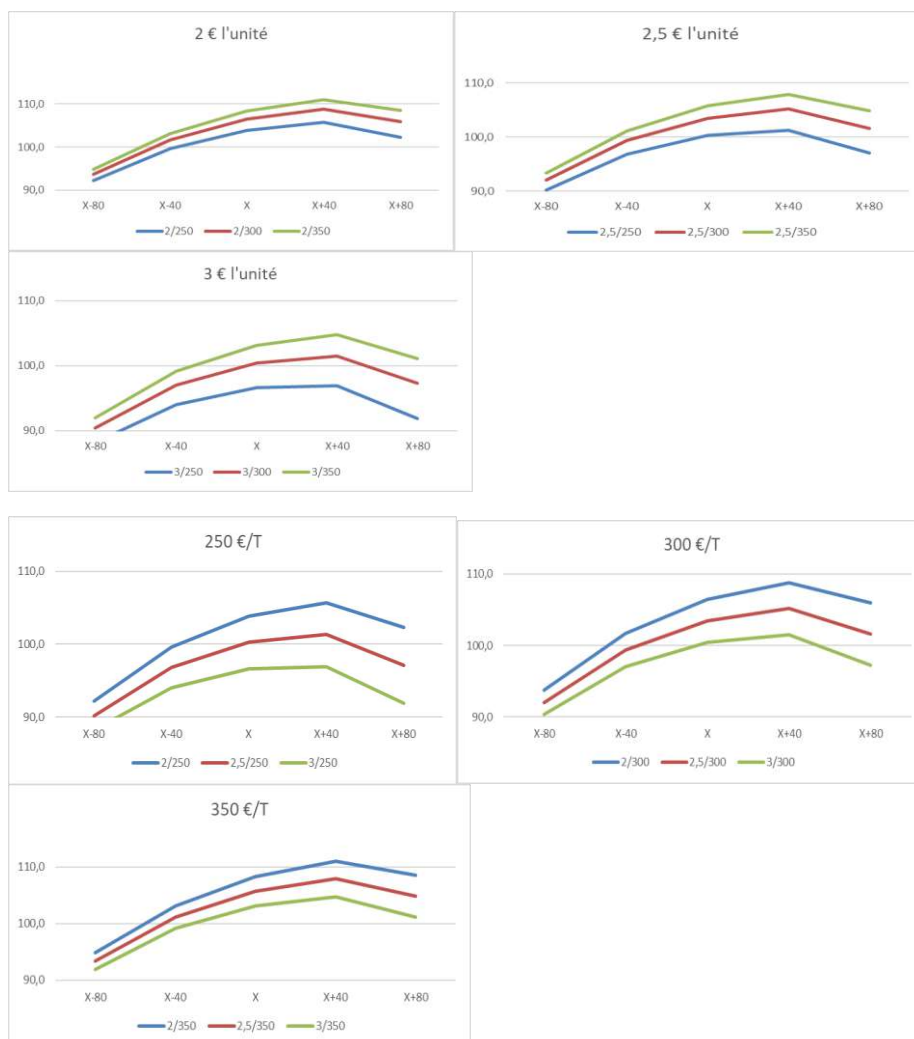 2 € l'unité
110,0
100,0
90,0
X-80 X-40 X X+40 X+80
2/250 2/300 2/350
2,5 € l'unité
110,0
100,0
90,0
X-80 X-40 X X+40 X+80
2,5/250 2,5/300 2,5/350
3 € l'unité
110,0
100,0
90,0
X-80 X-40 X X+40 X+80
3/250 3/300 3/350
250 €/T
110,0
100,0
90,0
X-80 X-40 X X+40 X+80
2/250 2,5/250 3/250
300 €/T
110,0
100,0
90,0
X-80 X-40 X X+40 X+80
2/300 2,5/300 3/300
350 €/T
110,0
100,0
90,0
X-80 X-40 X X+40 X+80
2/350 2,5/350 3/350